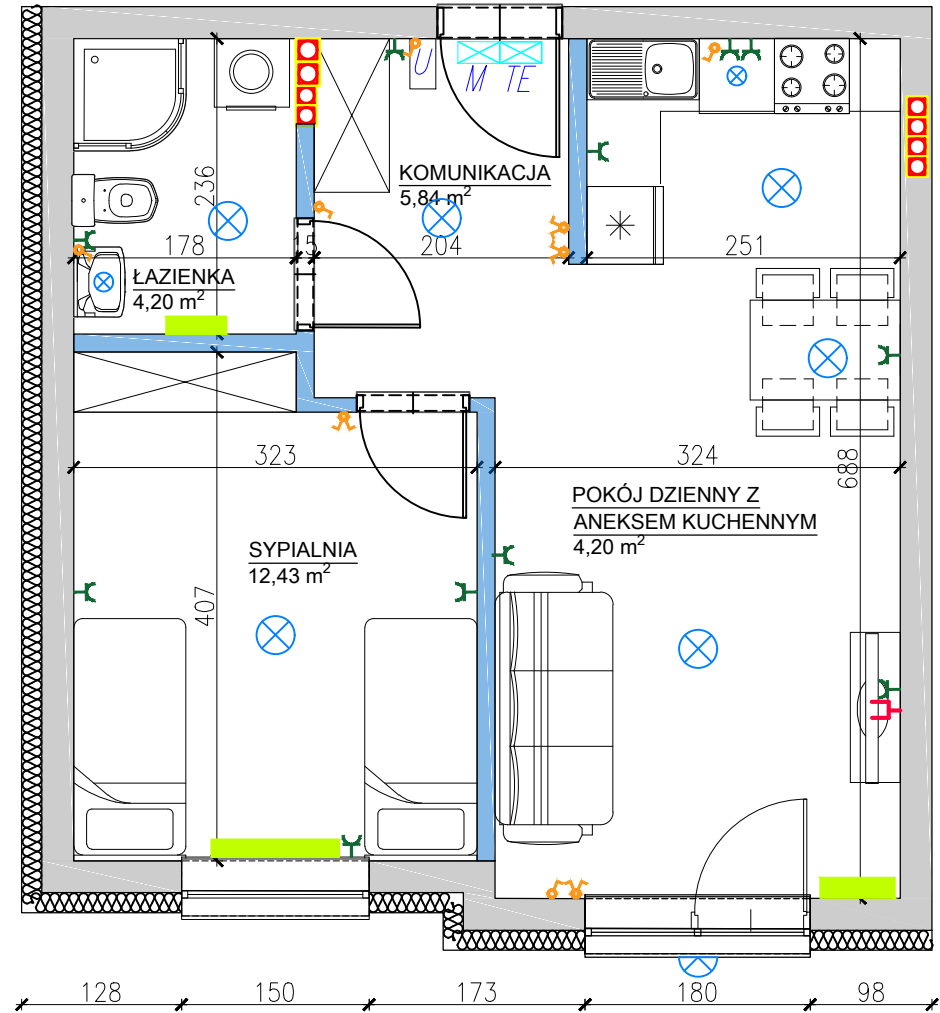 U
M TE
KOMUNIKACJA
5,84 m²
236
178
15
204
251
ŁAZIENKA
4,20 m²
323
324
688
POKÓJ DZIENNY Z
ANEKSEM KUCHENNYM
4,20 m²
SYPIALNIA
12,43 m²
407
128 150 173 180 98